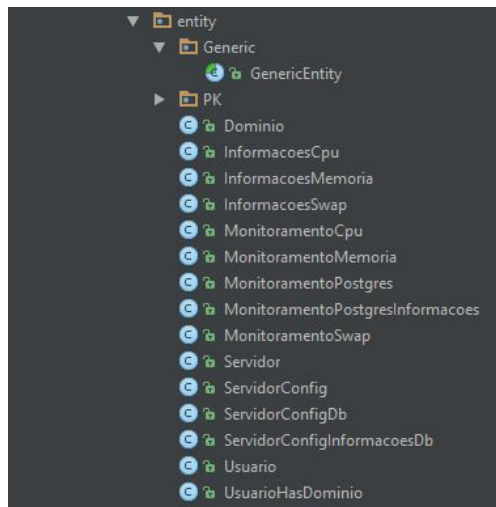 entity
Generic
GenericEntity
PK
Dominio
InformacoesCpu
InformacoesMemoria
InformacoesSwap
MonitoramentoCpu
MonitoramentoMemoria
MonitoramentoPostgres
MonitoramentoPostgresInformacoes
MonitoramentoSwap
Servidor
ServidorConfig
ServidorConfigDb
ServidorConfigInformacoesDb
Usuario
UsuarioHasDominio